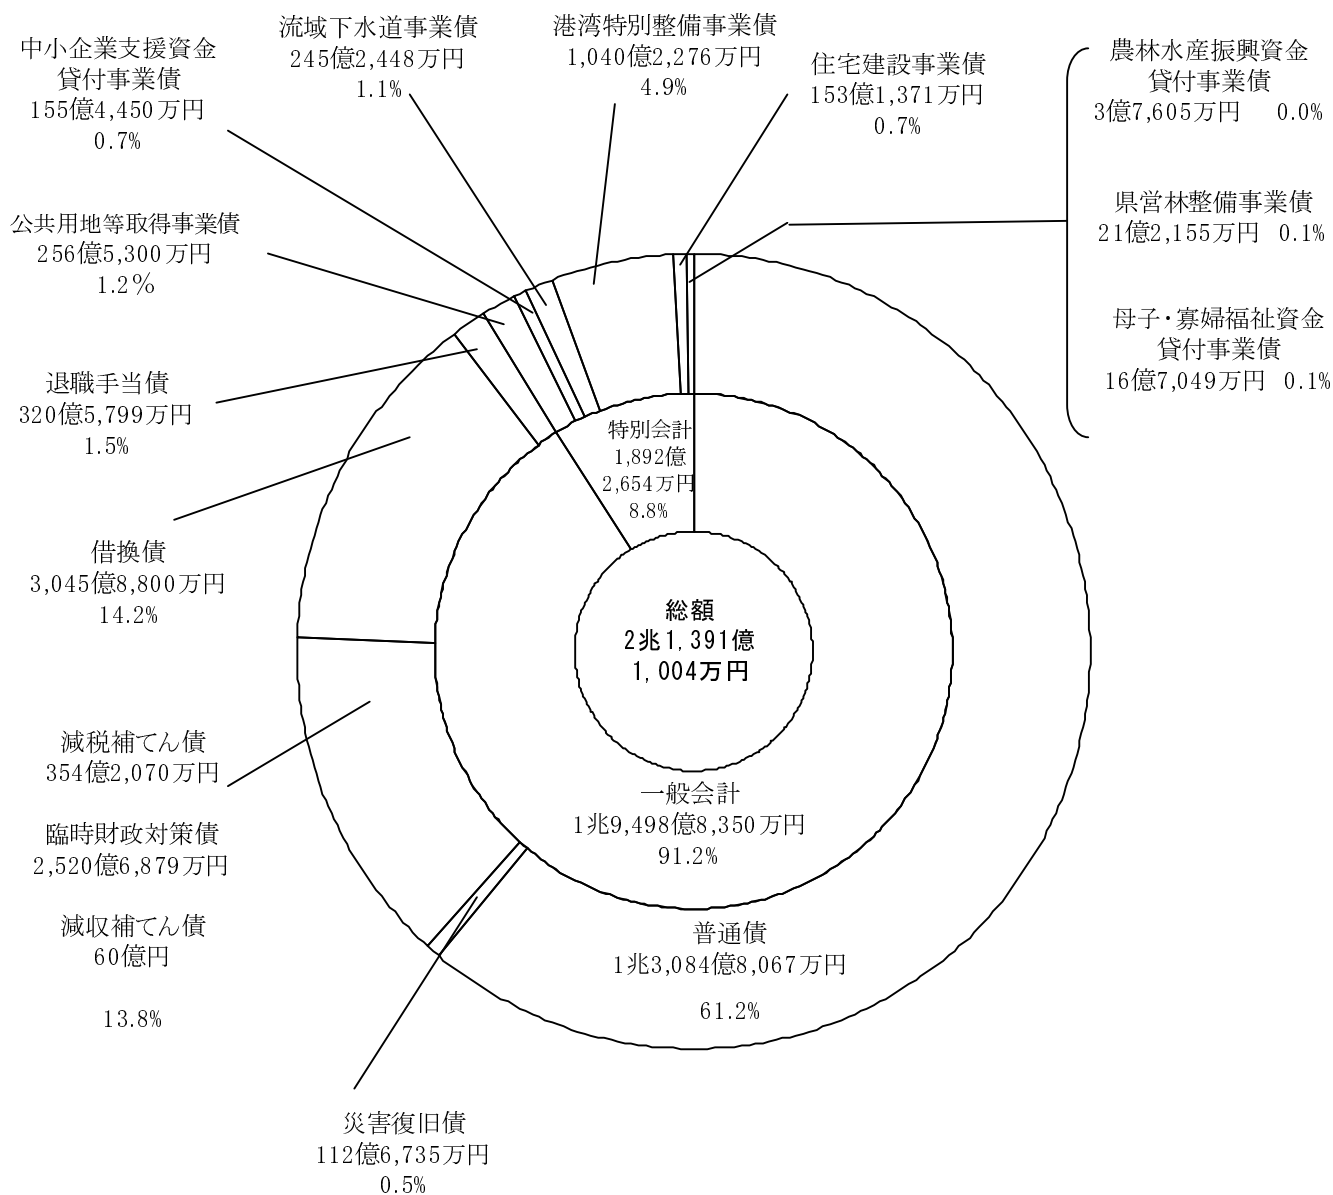 流域下水道事業債
245億2,448万円
1.1%
港湾特別整備事業債
1,040億2,276万円
4.9%
中小企業支援資金
貸付事業債
155億4,450万円
0.7%
住宅建設事業債
153億1,371万円
0.7%
農林水産振興資金
貸付事業債
3億7,605万円 0.0%
県営林整備事業債
21億2,155万円 0.1%
母子・寡婦福祉資金
貸付事業債
16億7,049万円 0.1%
公共用地等取得事業債
256億5,300万円
1.2%
退職手当債
320億5,799万円
1.5%
借換債
3,045億8,800万円
14.2%
特別会計
1,892億
2,654万円
8.8%
総額
2兆1,391億
1,004万円
一般会計
1兆9,498億8,350万円
91.2%
減税補てん債
354億2,070万円
臨時財政対策債
2,520億6,879万円
減収補てん債
60億円
13.8%
普通債
1兆3,084億8,067万円
61.2%
災害復旧債
112億6,735万円
0.5%